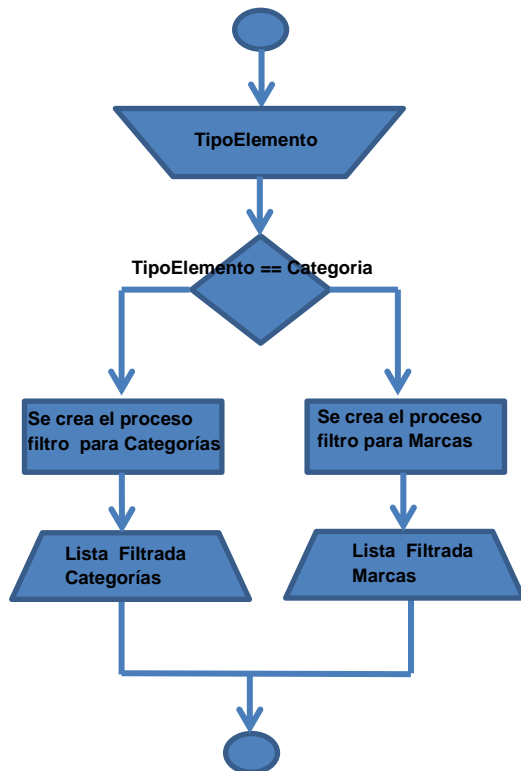 TipoElemento
TipoElemento == Categoria
Se crea el proceso
filtro para Categorías
Se crea el proceso
filtro para Marcas
Lista Filtrada
Categorías
Lista Filtrada
Marcas